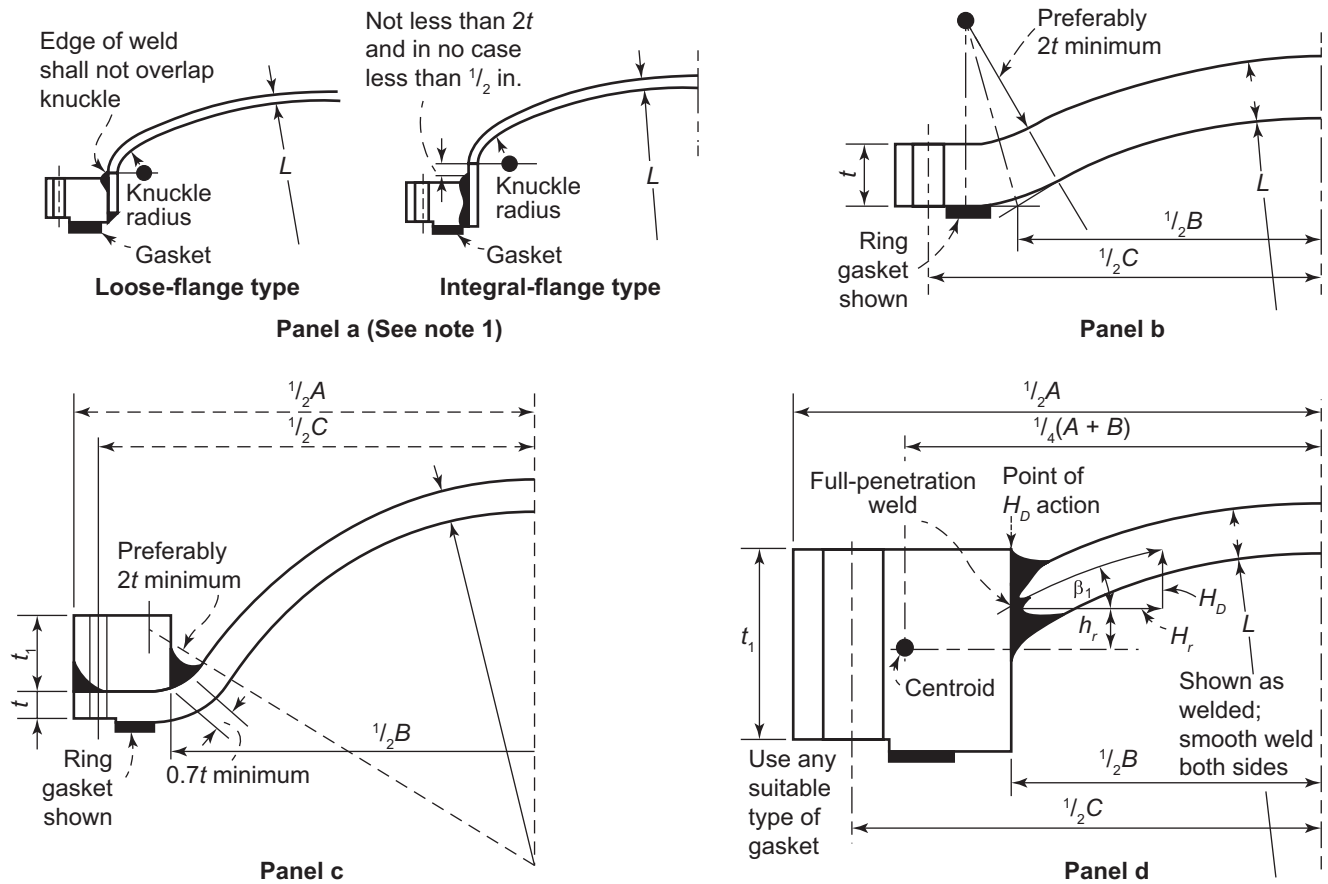 Edge of weld
shall not overlap
knuckle
L
Knuckle
radius
Gasket
Loose-flange type
Not less than 2t
and in no case
less than 1/2 in.
L
Knuckle
radius
Gasket
Integral-flange type
Panel a (See note 1)
Preferably
2t minimum
t
L
Ring
gasket
shown
1/2B
1/2C
Panel b
1/2A
1/2C
Preferably
2t minimum
t1
t
Ring
gasket
shown
0.7t minimum
1/2B
Panel c
1/2A
1/4(A + B)
Full-penetration
weld
Point of
HD action
β1
HD
hr
Hr
L
t1
Centroid
Shown as
welded;
smooth weld
both sides
Use any
suitable
type of
gasket
1/2B
1/2C
Panel d